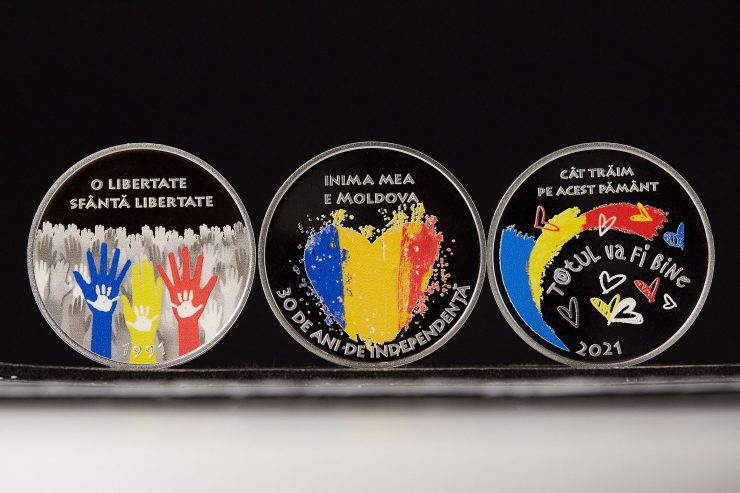 O LIBERTATE
SFÂNTĂ LIBERTATE
1991
INIMA MEA
E MOLDOVA
30 DE ANI DE INDEPENDENȚĂ
CÂT TRĂIM
PE ACEST PĂMÂNT
T@tUL Va Fi BiNe
2021